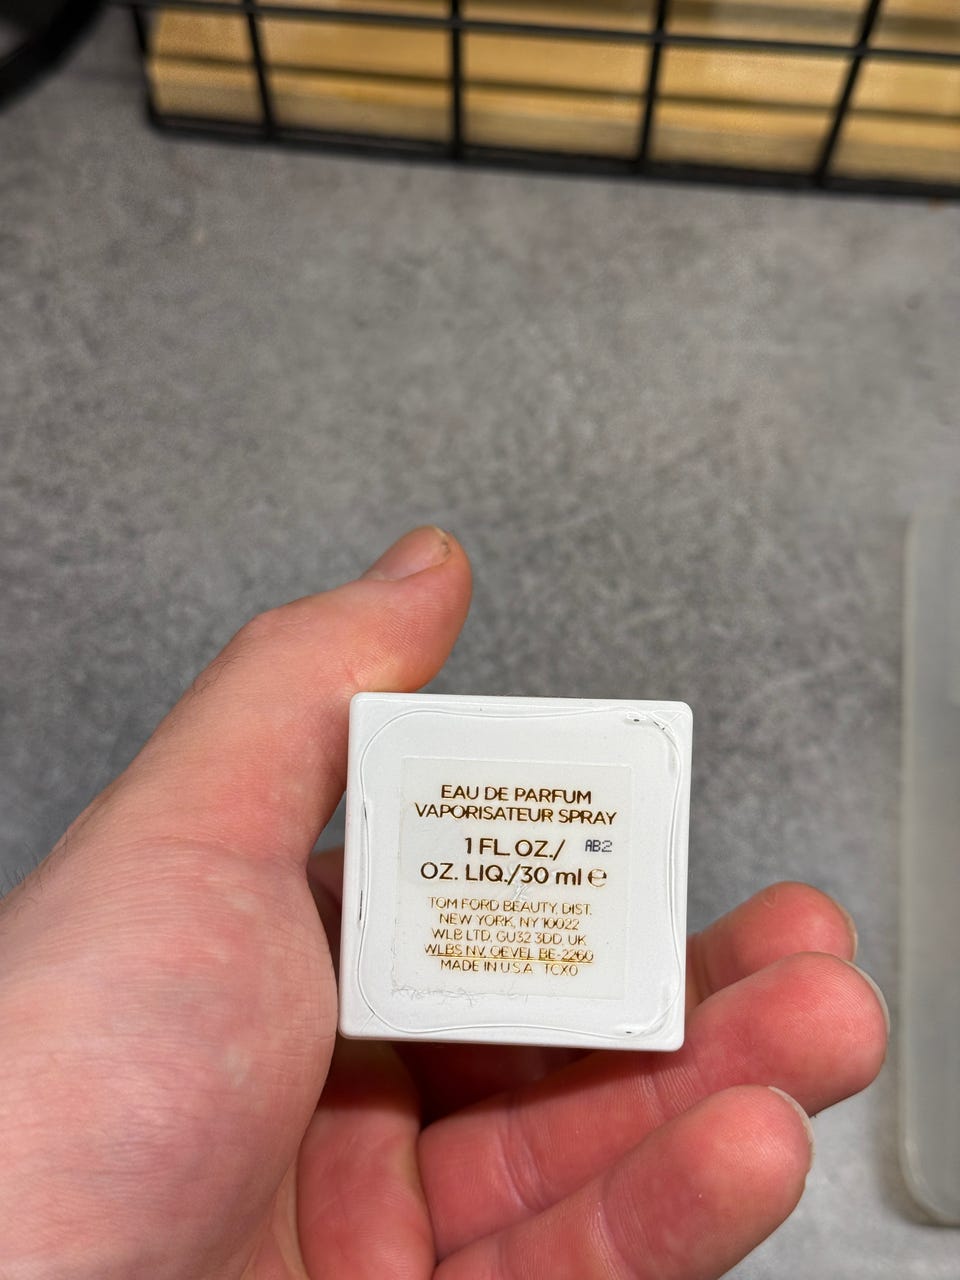 EAU DE PARFUM
VAPORISATEUR SPRAY
1 FL. OZ./ AB2
OZ. LIQ./30 ml ℮
TOM FORD BEAUTY, DIST.
NEW YORK, NY 10022
WLB LTD, GU32 3DD, UK
WLBS NV, OEVEL BE-2260
MADE IN U.S.A TCX0